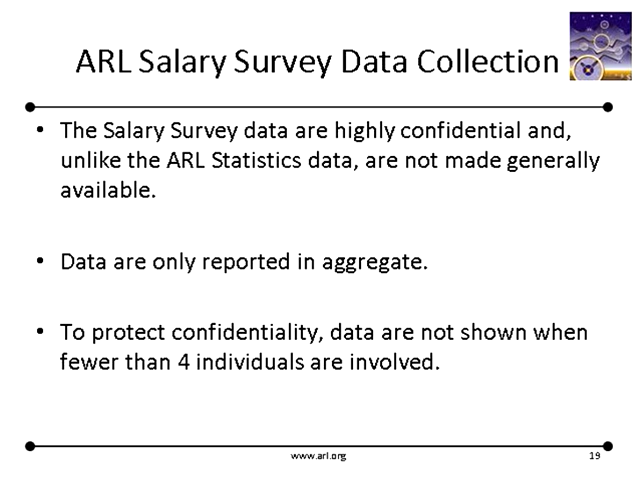 ARL Salary Survey Data Collection
• The Salary Survey data are highly confidential and,
unlike the ARL Statistics data, are not made generally
available.
• Data are only reported in aggregate.
• To protect confidentiality, data are not shown when
fewer than 4 individuals are involved.
www.arl.org
19